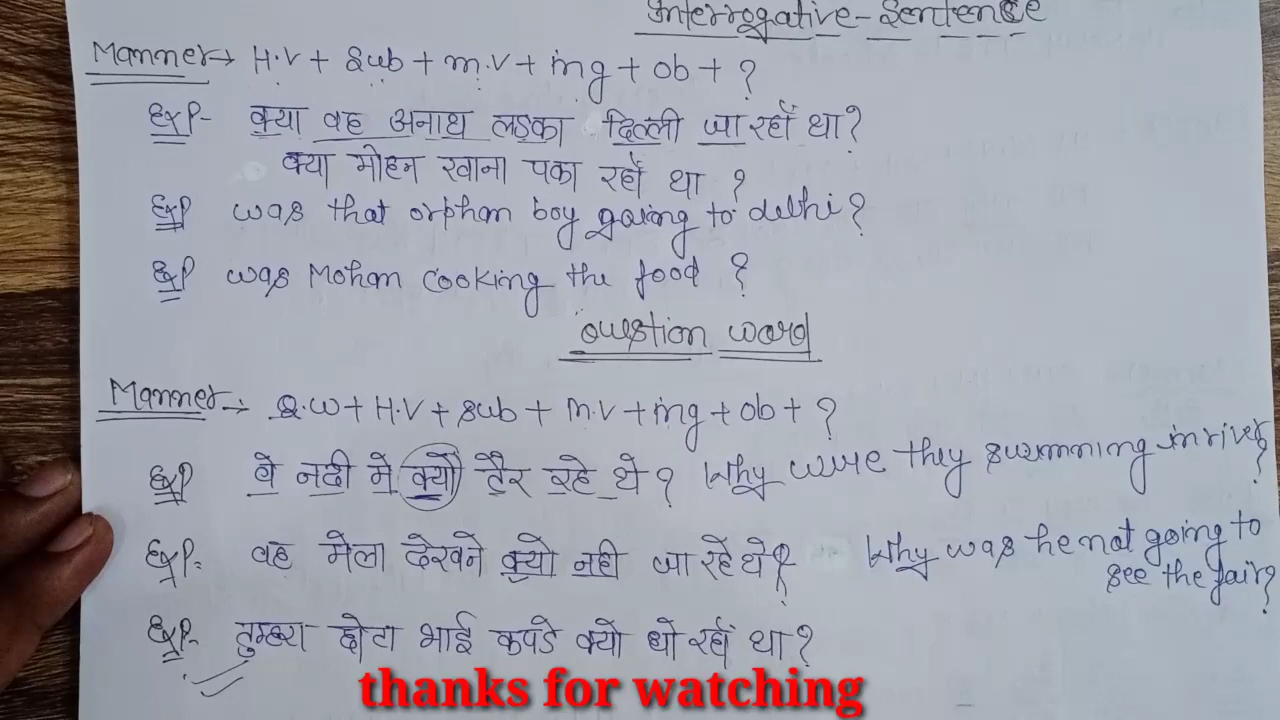 Interrogative-Sentence
Manner→ H.V + Sub + m.V + ing + ob + ?
Exp- क्या वह अनाथ लडका दिल्ली जा रहाँ था?
क्या मोहन खाना पका रहाँ था ?
Exp was that orphan boy going to delhi?
Exp was Mohan cooking the food ?
Question word
Manner→ Q.W + H.V + Sub + m.V + ing + ob + ?
Exp वे नदी मे क्यों तैर रहे थे? Why were they swimming in river?
Exp- वह मेला देखने क्यो नही जा रहे थे? Why was he not going to
see the fair?
Exp- तुम्हरा छोटा भाई कपडे क्यो धो रहाँ था?
thanks for watching